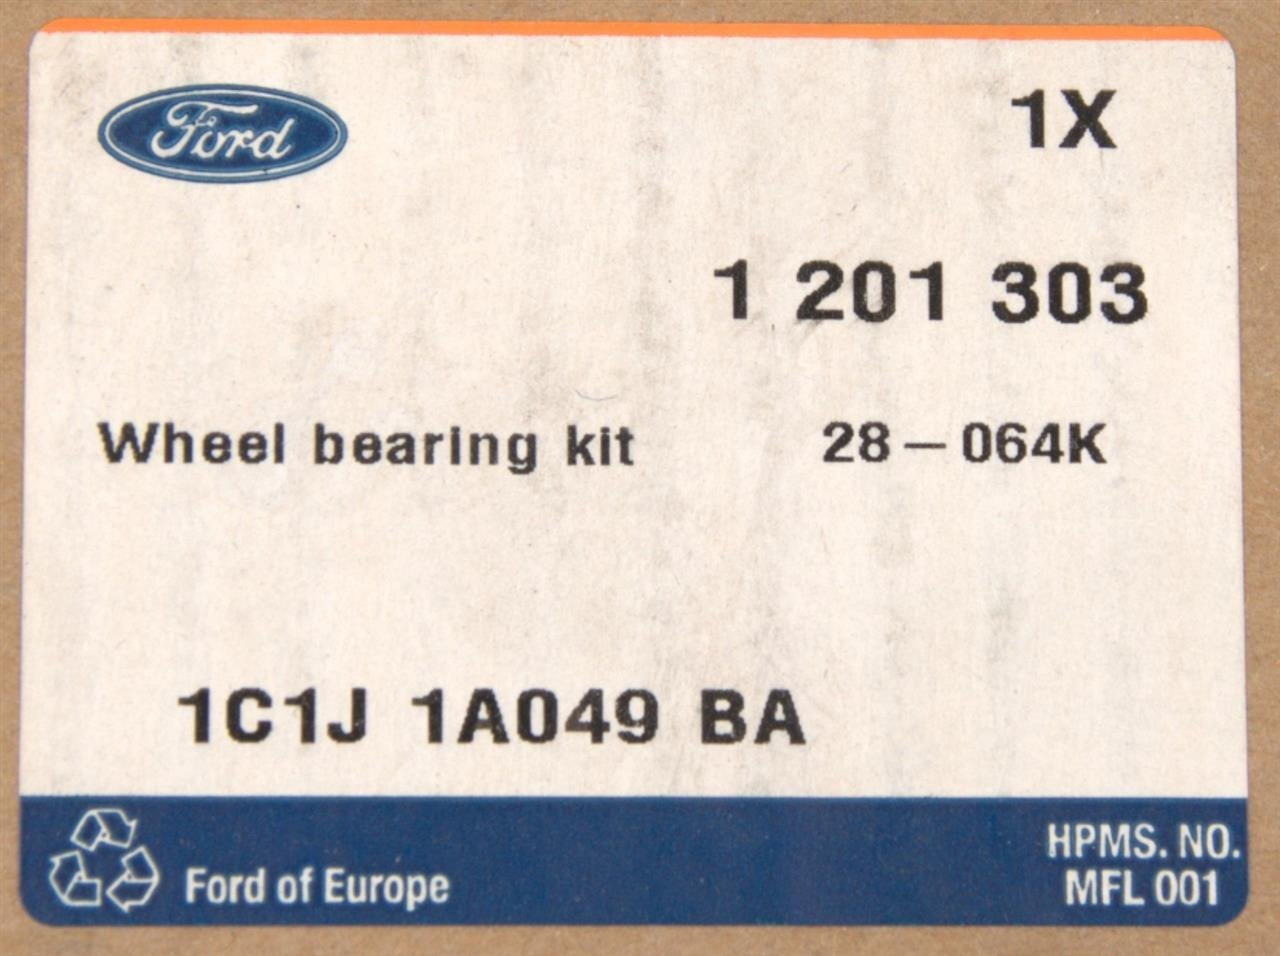 Ford
1X
1 201 303
Wheel bearing kit 28-064K
1C1J 1A049 BA
Ford of Europe
HPMS. NO.
MFL 001